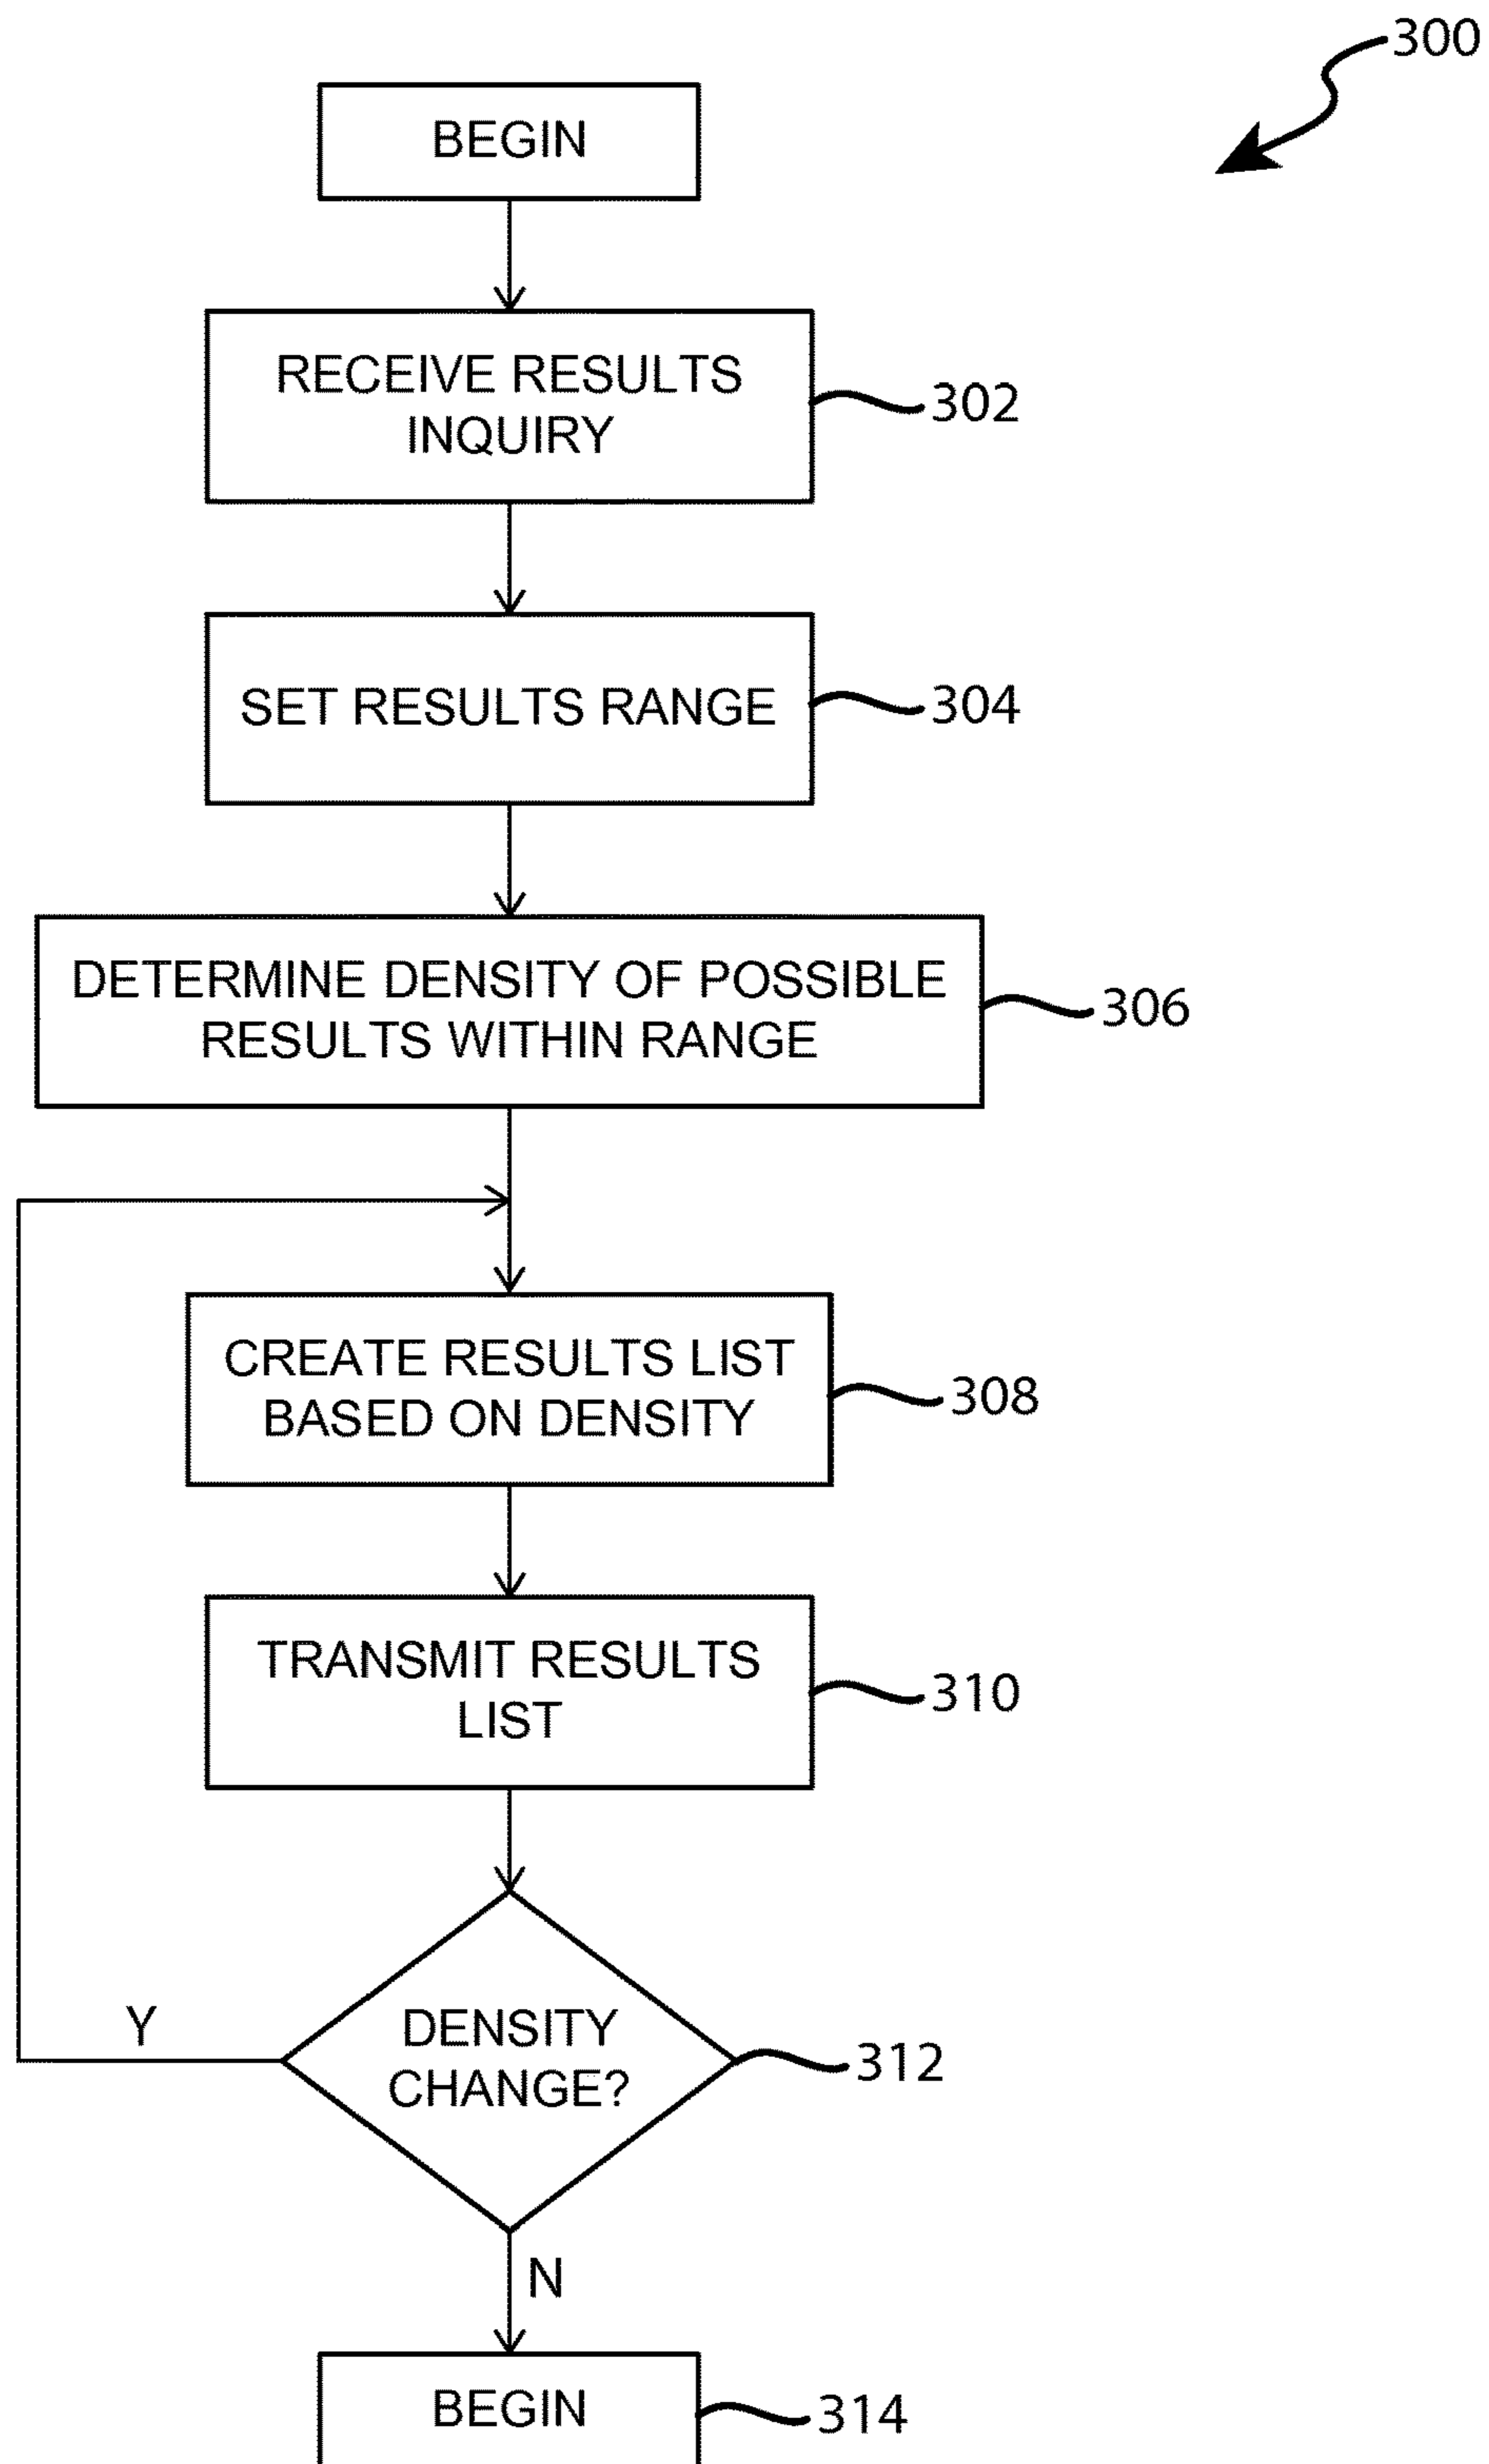 300
BEGIN
RECEIVE RESULTS
INQUIRY
302
SET RESULTS RANGE
304
DETERMINE DENSITY OF POSSIBLE
RESULTS WITHIN RANGE
306
CREATE RESULTS LIST
BASED ON DENSITY
308
TRANSMIT RESULTS
LIST
310
DENSITY
CHANGE?
312
Y
N
BEGIN
314